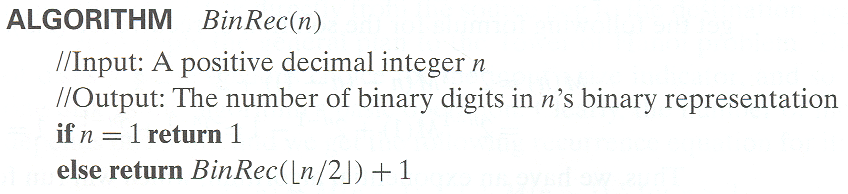 ALGORITHM BinRec(n)
//Input: A positive decimal integer n
//Output: The number of binary digits in n's binary representation
if n = 1 return 1
else return BinRec(⌊n/2⌋) + 1